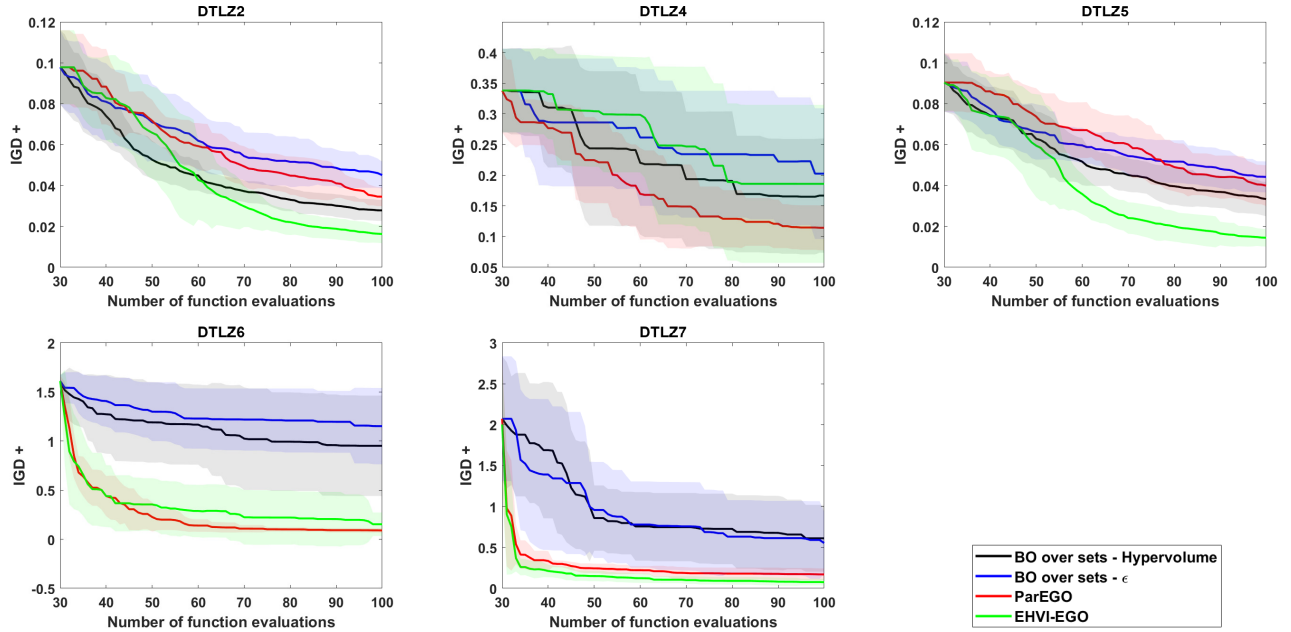 DTLZ2
0.12
0.1
0.08
0.06
0.04
0.02
0
IGD +
30 40 50 60 70 80 90 100
Number of function evaluations
DTLZ4
0.4
0.35
0.3
0.25
0.2
0.15
0.1
0.05
IGD +
30 40 50 60 70 80 90 100
Number of function evaluations
DTLZ5
0.12
0.1
0.08
0.06
0.04
0.02
0
IGD +
30 40 50 60 70 80 90 100
Number of function evaluations
DTLZ6
2
1.5
1
0.5
0
-0.5
IGD +
30 40 50 60 70 80 90 100
Number of function evaluations
DTLZ7
3
2.5
2
1.5
1
0.5
0
IGD +
30 40 50 60 70 80 90 100
Number of function evaluations
BO over sets - Hypervolume
BO over sets - ϵ
ParEGO
EHVI-EGO